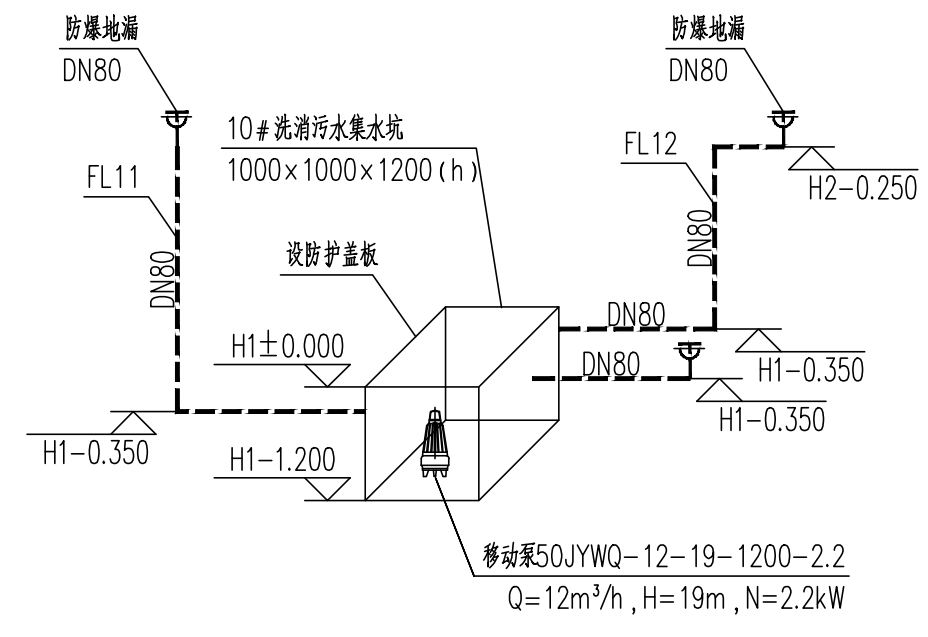 防爆地漏
DN80
防爆地漏
DN80
10#洗消污水集水坑
1000×1000×1200(h)
FL12
FL11
H2-0.250
DN80
DN80
设防护盖板
DN80
H1±0.000
DN80
H1-0.350
H1-0.350
H1-0.350
H1-1.200
移动泵50JYWQ-12-19-1200-2.2
Q=12m³/h,H=19m,N=2.2kW